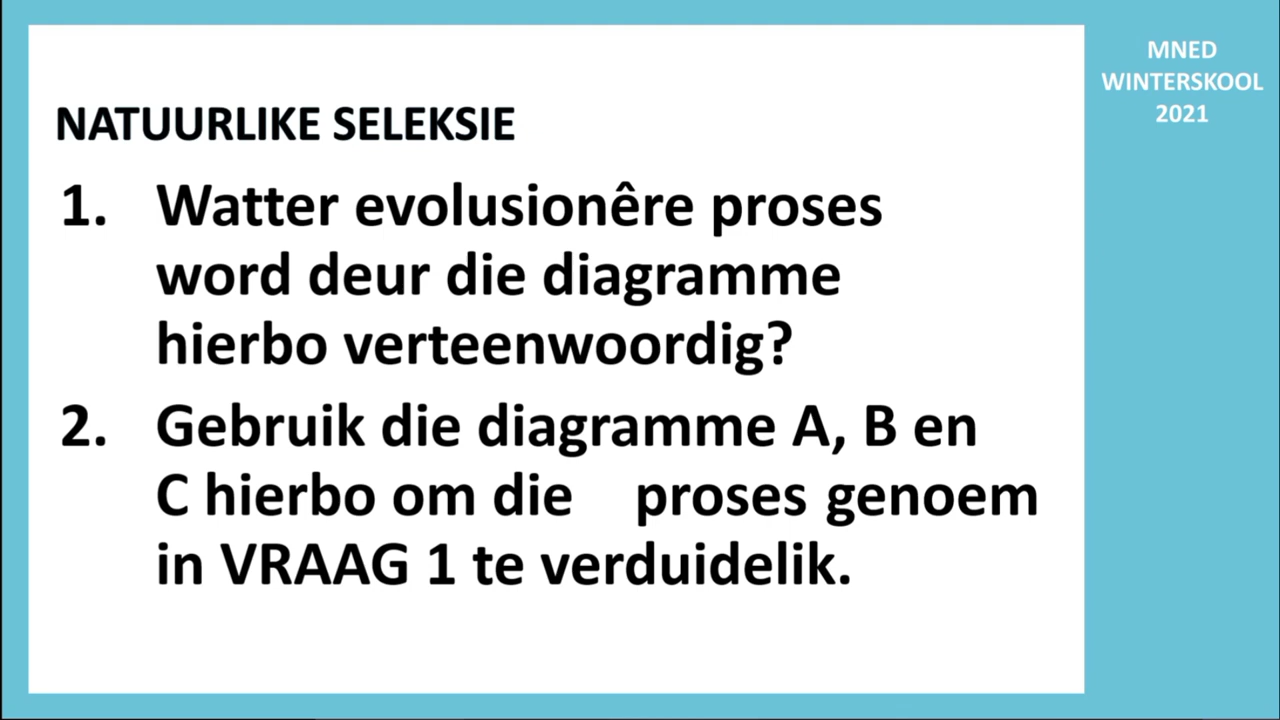 MNED
WINTERSKOOL
2021
NATUURLIKE SELEKSIE
1. Watter evolusionêre proses
word deur die diagramme
hierbo verteenwoordig?
2. Gebruik die diagramme A, B en
C hierbo om die proses genoem
in VRAAG 1 te verduidelik.